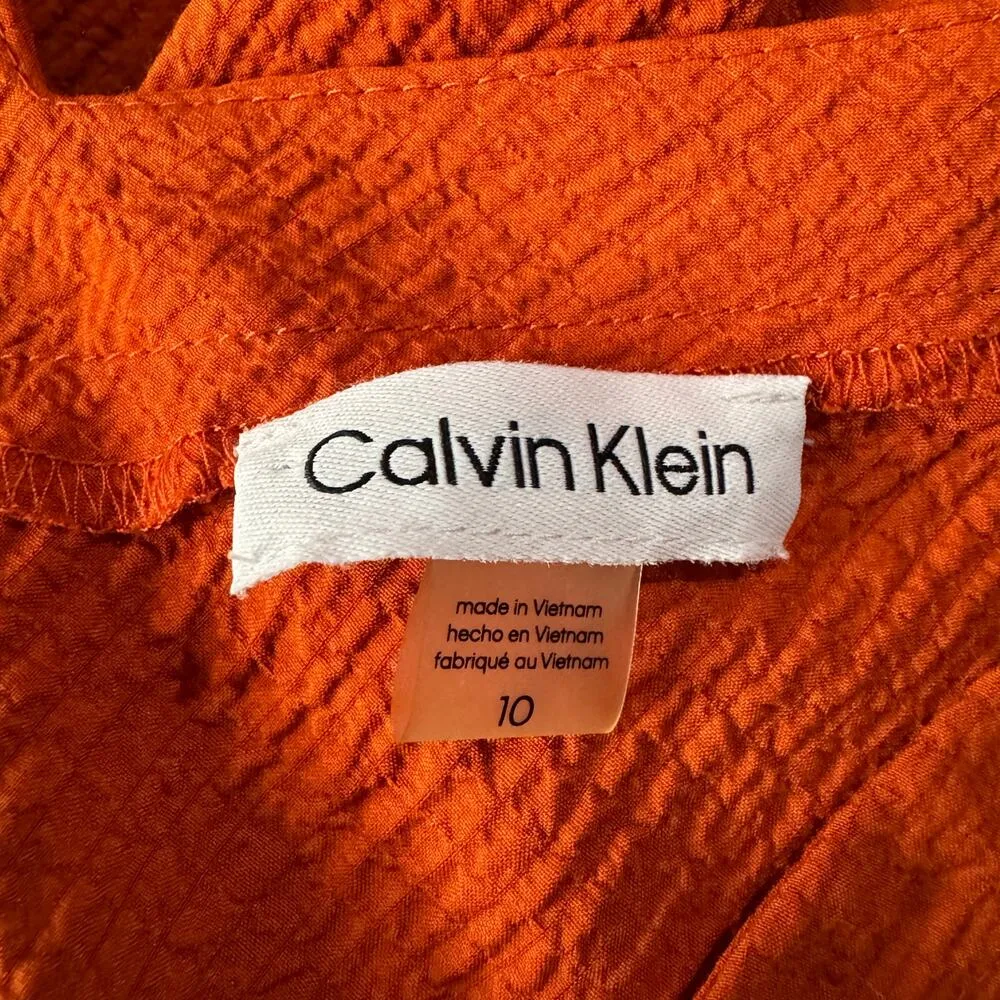 Calvin Klein
made in Vietnam
hecho en Vietnam
fabriqué au Vietnam
10